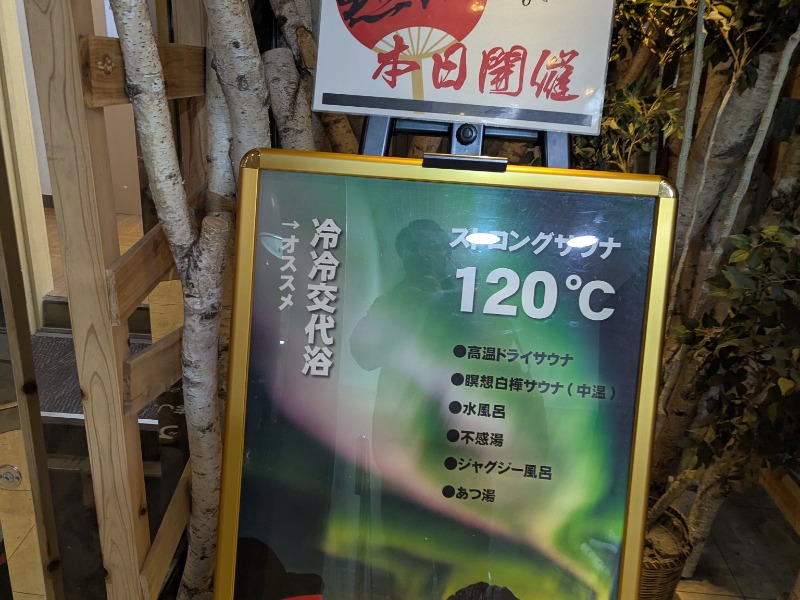 本日開催
ストロングサウナ
120℃
●高温ドライサウナ
●瞑想白樺サウナ(中温)
●水風呂
●不感湯
●ジャグジー風呂
●あつ湯
冷冷交代浴
→オススメ